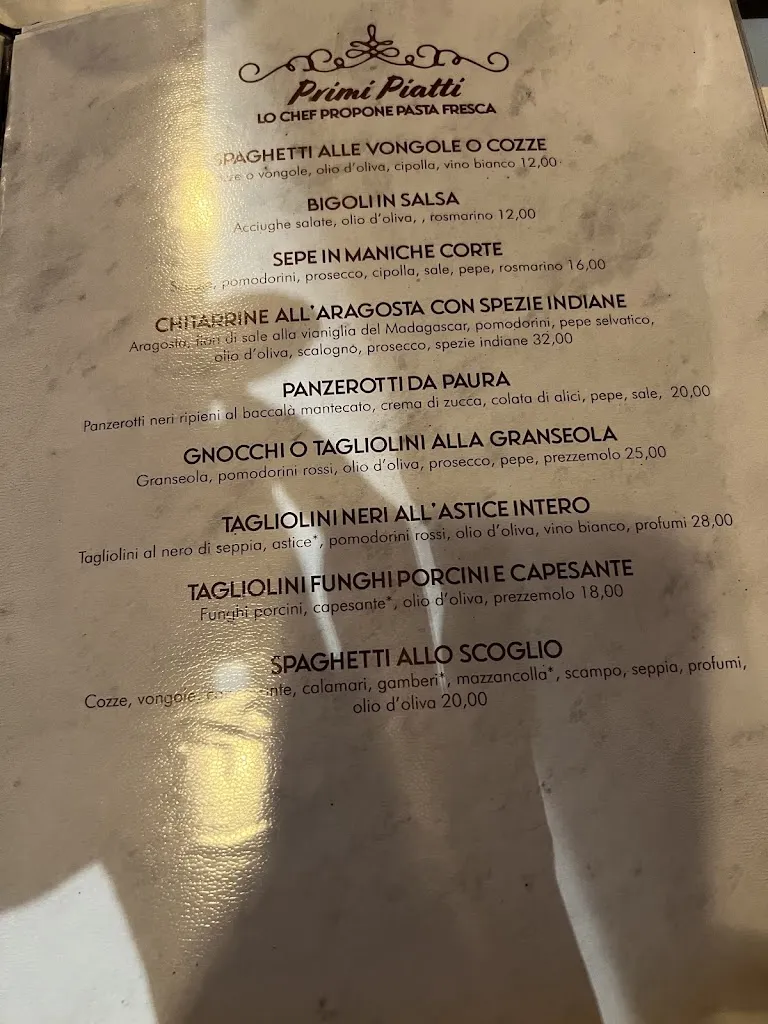 Primi Piatti
LO CHEF PROPONE PASTA FRESCA
SPAGHETTI ALLE VONGOLE O COZZE
o vongole, olio d'oliva, cipolla, vino bianco 12,00
BIGOLI IN SALSA
Acciughe salate, olio d'oliva, , rosmarino 12,00
SEPE IN MANICHE CORTE
pomodorini, prosecco, cipolla, sale, pepe, rosmarino 16,00
CHITARRINE ALL'ARAGOSTA CON SPEZIE INDIANE
Aragosta, fiori di sale alla vianiglia del Madagascar, pomodorini, pepe selvatico,
olio d'oliva, scalogno, prosecco, spezie indiane 32,00
PANZEROTTI DA PAURA
Panzerotti neri ripieni al baccalà mantecato, crema di zucca, colata di alici, pepe, sale, 20,00
GNOCCHI O TAGLIOLINI ALLA GRANSEOLA
Granseola, pomodorini rossi, olio d'oliva, prosecco, pepe, prezzemolo 25,00
TAGLIOLINI NERI ALL'ASTICE INTERO
Tagliolini al nero di seppia, astice*, pomodorini rossi, olio d'oliva, vino bianco, profumi 28,00
TAGLIOLINI FUNGHI PORCINI E CAPESANTE
Funghi porcini, capesante*, olio d'oliva, prezzemolo 18,00
SPAGHETTI ALLO SCOGLIO
Cozze, vongole, calamari, gamberi*, mazzancolla*, scampo, seppia, profumi,
olio d'oliva 20,00